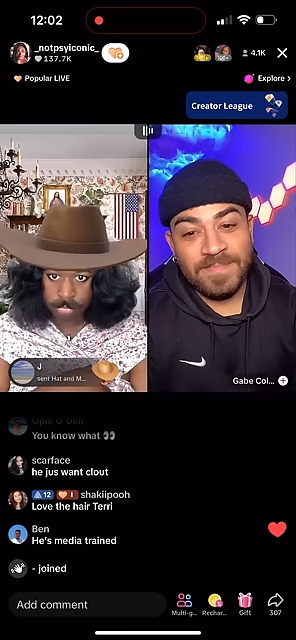 12:02
_notpsyiconic_
137.7K
4.1K
Popular LIVE
Explore >
Creator League
J
sent Hat and M...
Gabe Col...
Opie O'Dell
You know what 👀
scarface
he jus want clout
12 I shakiipooh
Love the hair Terri
Ben
He's media trained
- joined
Add comment
Multi-g...
Rechar...
Gift
307